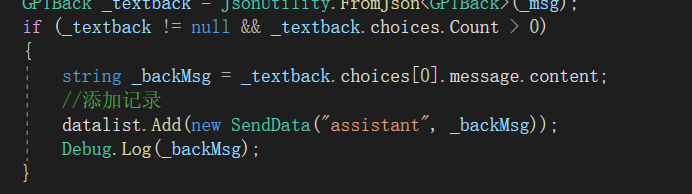 GPTBack _textback = JsonUtility.FromJson<GPTBack>(_msg);
if (_textback != null && _textback.choices.Count > 0)
{
string _backMsg = _textback.choices[0].message.content;
//添加记录
datalist.Add(new SendData("assistant", _backMsg));
Debug.Log(_backMsg);
}